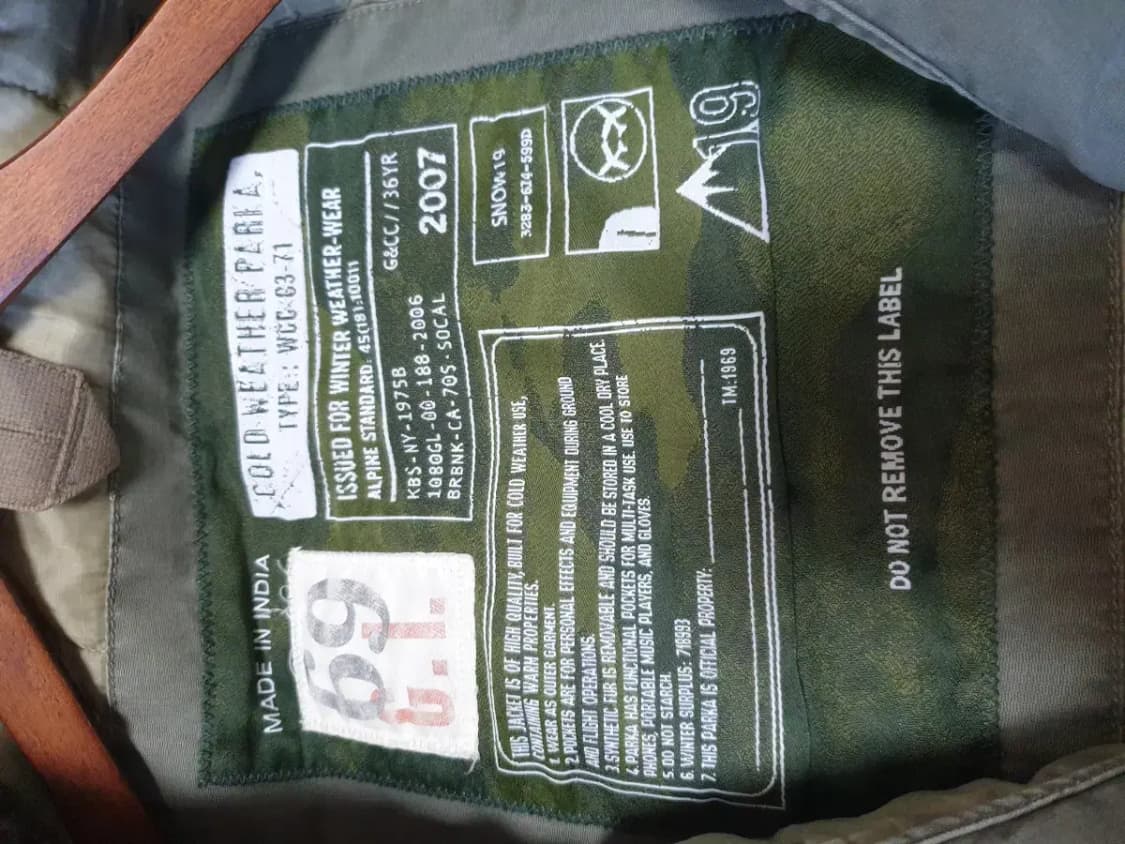 MADE IN INDIA
69
G.I.
COLD WEATHER PARKA,
TYPE:: WCC-63-71
ISSUED FOR WINTER WEATHER-WEAR
ALPINE STANDARD: 45(18):10011
G&CC//36YR
KBS-NY-1975B
2007
1080GL-00-188-2006
BRBNK-CA-705-SOCAL
SNOW19
3283-624-599D
M19
THIS JACKET IS OF HIGH QUALITY, BUILT FOR COLD WEATHER USE,
CONTAINING WARM PROPERTIES.
1. WEAR AS OUTER GARMENT.
2. POCKETS ARE FOR PERSONAL EFFECTS AND EQUIPMENT DURING GROUND
AND FLIGHT OPERATIONS.
3.SYNTHETIC FUR IS REMOVABLE AND SHOULD BE STORED IN A COOL DRY PLACE.
4. PARKA HAS FUNCTIONAL POCKETS FOR MULTI-TASK USE. USE TO STORE
PHONES, PORTABLE MUSIC PLAYERS, AND GLOVES.
5. DO NOT STARCH.
6. WINTER SURPLUS: 718993
7. THIS PARKA IS OFFICIAL PROPERTY:
TM:1969
DO NOT REMOVE THIS LABEL